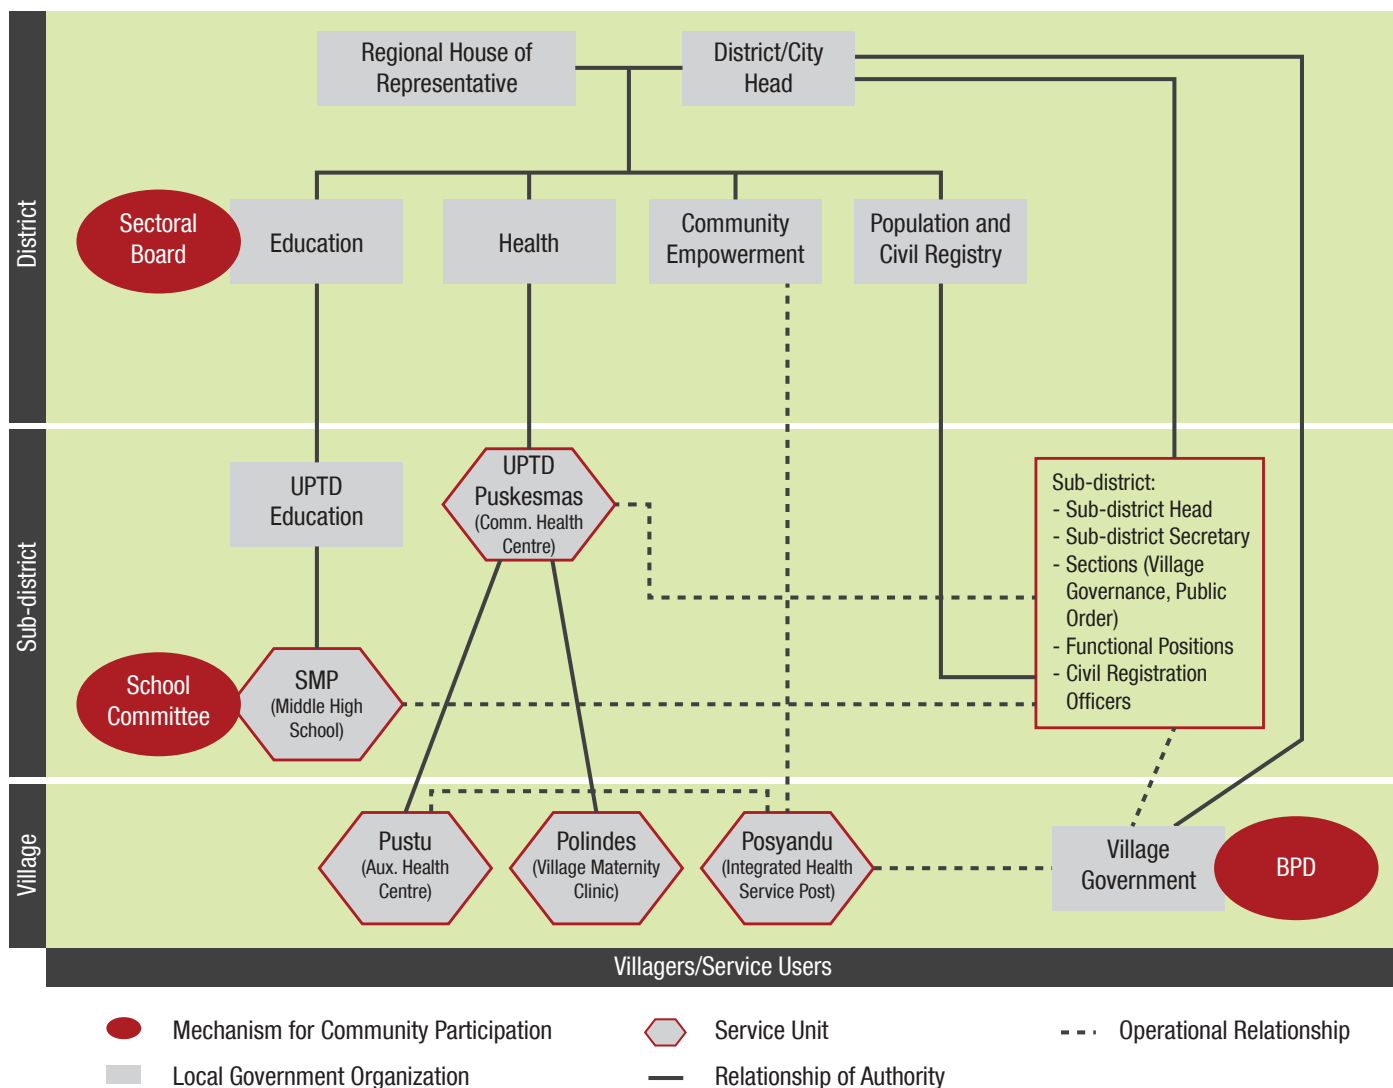 Regional House of
Representative
District/City
Head
District
Sectoral
Board
Education
Health
Community
Empowerment
Population and
Civil Registry
Sub-district
UPTD
Education
UPTD
Puskesmas
(Comm. Health
Centre)
Sub-district:
- Sub-district Head
- Sub-district Secretary
- Sections (Village
Governance, Public
Order)
- Functional Positions
- Civil Registration
Officers
School
Committee
SMP
(Middle High
School)
Village
Pustu
(Aux. Health
Centre)
Polindes
(Village Maternity
Clinic)
Posyandu
(Integrated Health
Service Post)
Village
Government
BPD
Villagers/Service Users
Mechanism for Community Participation
Service Unit
Operational Relationship
Local Government Organization
Relationship of Authority